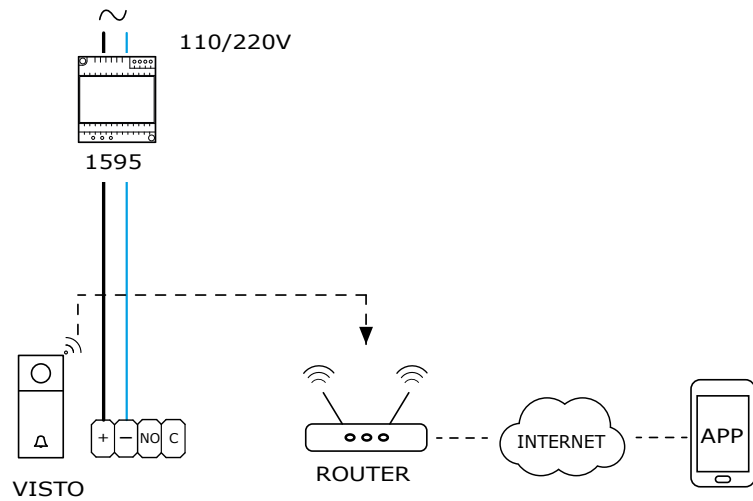 110/220V
1595
+ – NO C
VISTO
ROUTER
INTERNET
APP